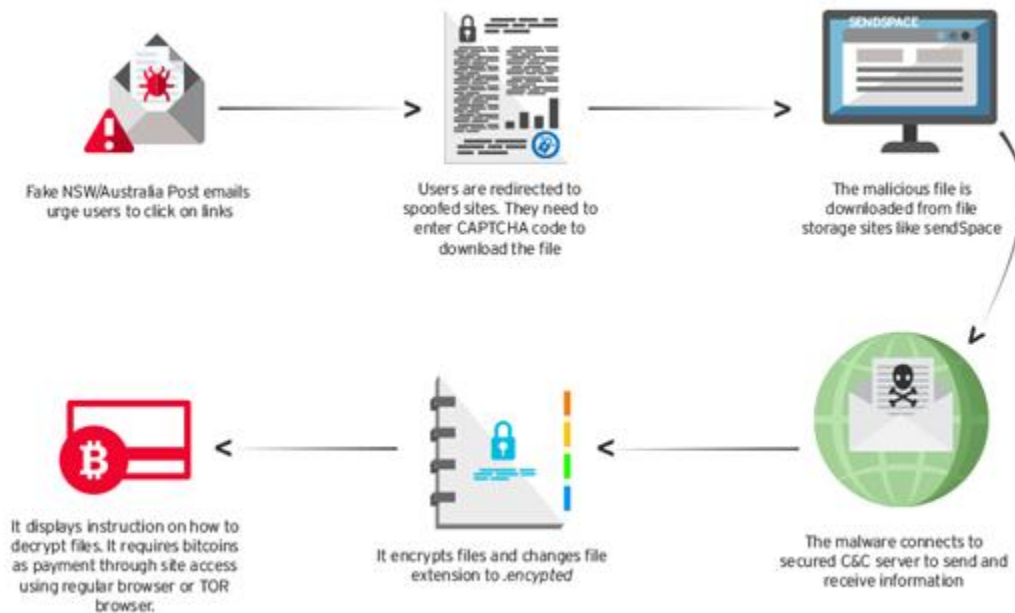 SENDSPACE
Fake NSW/Australia Post emails
urge users to click on links
Users are redirected to
spoofed sites. They need to
enter CAPTCHA code to
download the file
The malicious file is
downloaded from file
storage sites like sendSpace
It displays instruction on how to
decrypt files. It requires bitcoins
as payment through site access
using regular browser or TOR
browser.
It encrypts files and changes file
extension to .encypted
The malware connects to
secured C&C server to send and
receive information